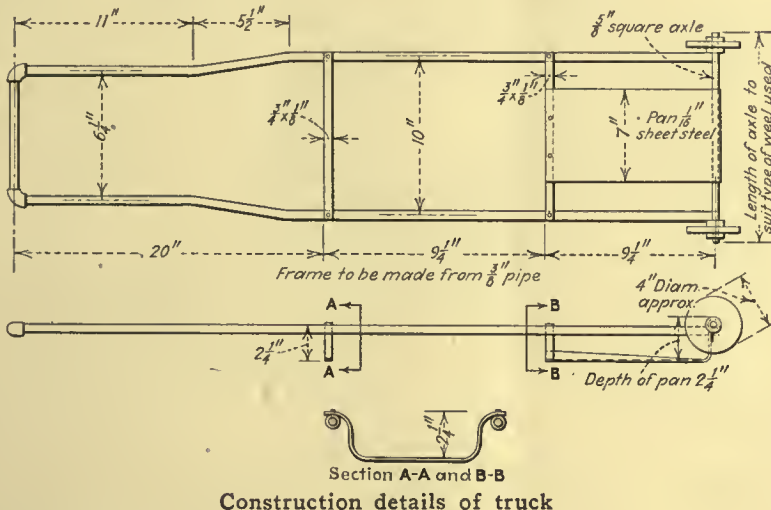 11"
5 1/2"
5/8" square axle
3/4" x 1/8"
3/4" x 1/8"
6 1/4"
10"
7"
Pan 1/16"
sheet steel
Length of axle to
suit type of weel used
20"
9 1/4"
9 1/4"
Frame to be made from 3/8" pipe
A
B
4" Diam.
approx.
2 1/4"
A
B
Depth of pan 2 1/4"
2 1/4"
Section A-A and B-B
Construction details of truck